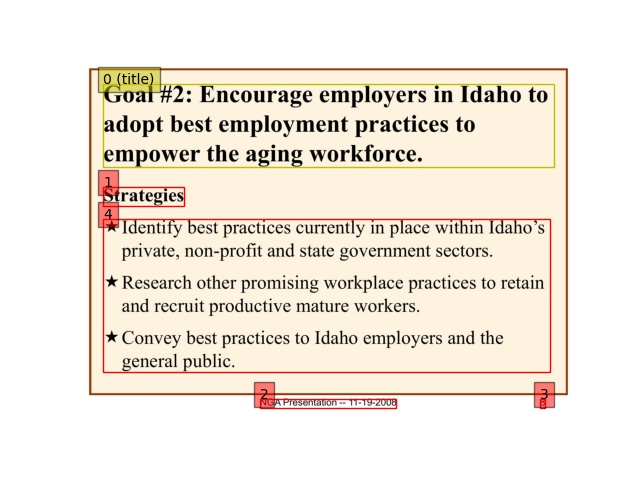 0 (title)
Goal #2: Encourage employers in Idaho to
adopt best employment practices to
empower the aging workforce.
1
Strategies
4
★ Identify best practices currently in place within Idaho's
private, non-profit and state government sectors.
★ Research other promising workplace practices to retain
and recruit productive mature workers.
★ Convey best practices to Idaho employers and the
general public.
2
NGA Presentation -- 11-19-2008
3